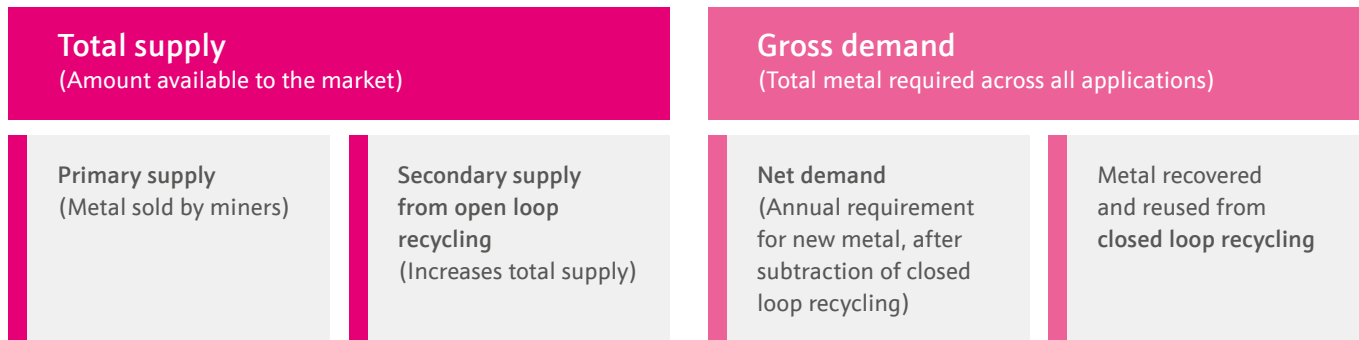 Total supply
(Amount available to the market)
Gross demand
(Total metal required across all applications)
Primary supply
(Metal sold by miners)
Secondary supply
from open loop
recycling
(Increases total supply)
Net demand
(Annual requirement
for new metal, after
subtraction of closed
loop recycling)
Metal recovered
and reused from
closed loop recycling